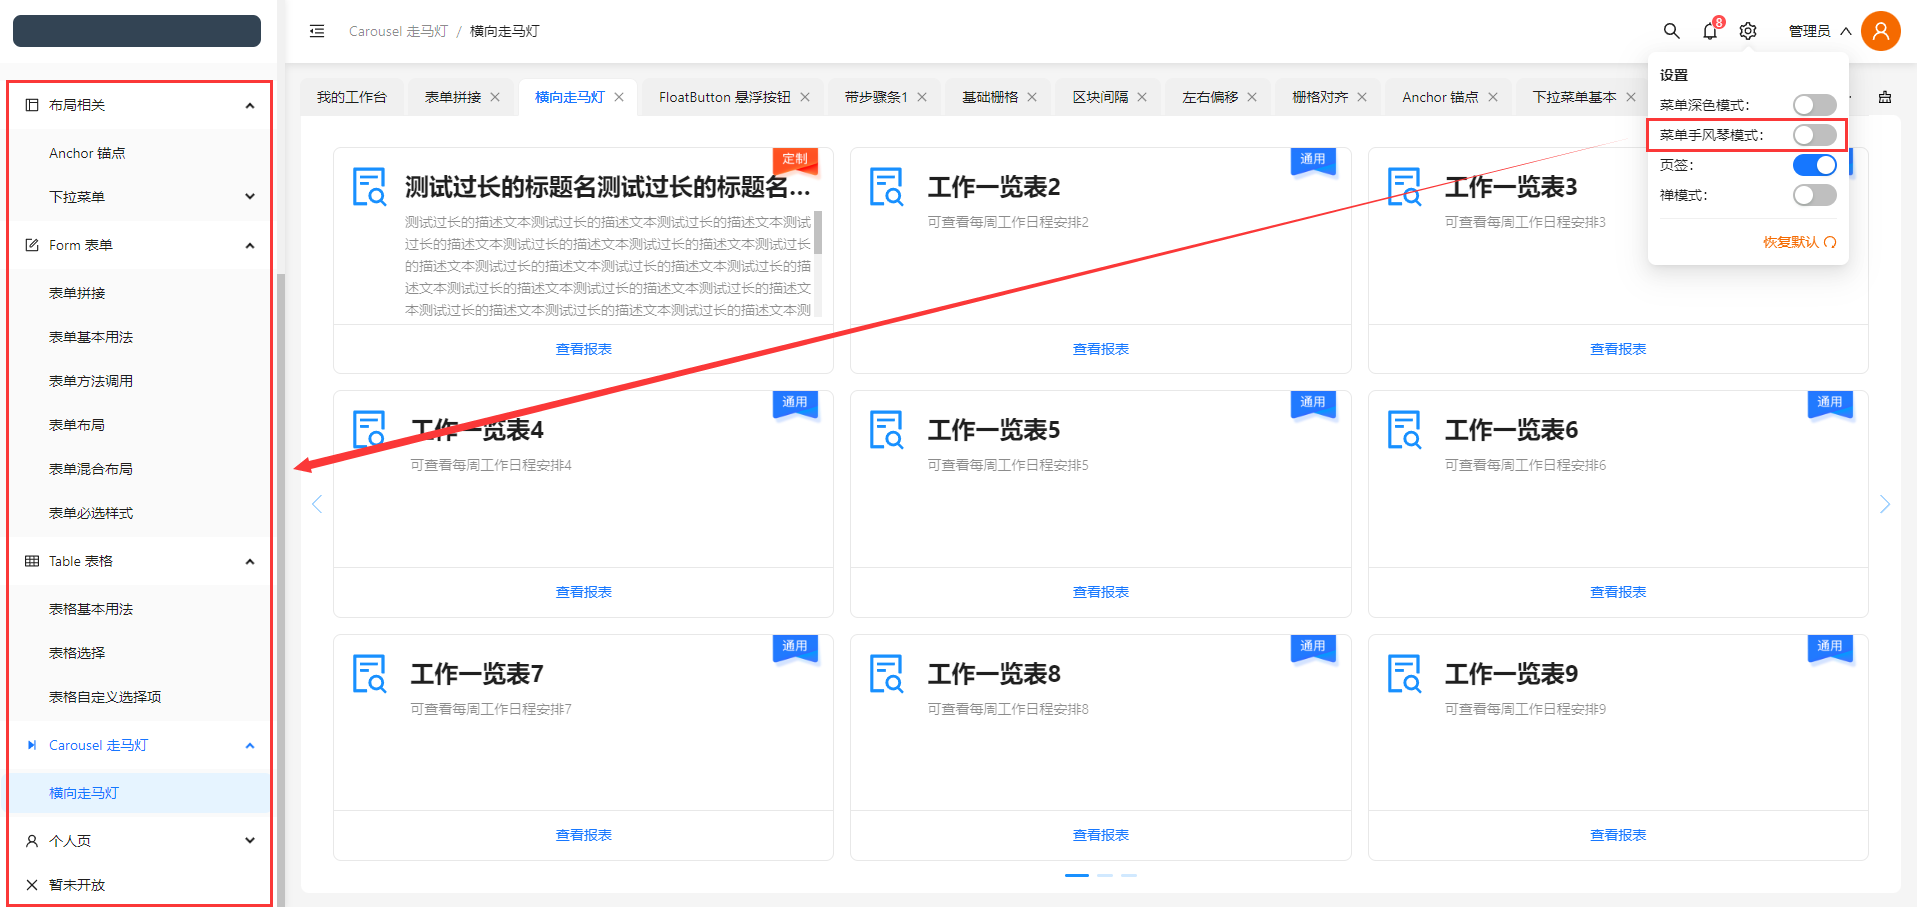 Carousel 走马灯 / 横向走马灯
8
管理员
布局相关
Anchor 锚点
下拉菜单
Form 表单
表单拼接
表单基本用法
表单方法调用
表单布局
表单混合布局
表单必选样式
Table 表格
表格基本用法
表格选择
表格自定义选择项
Carousel 走马灯
横向走马灯
个人页
暂未开放
我的工作台
表单拼接
横向走马灯
FloatButton 悬浮按钮
带步骤条1
基础栅格
区块间隔
左右偏移
栅格对齐
Anchor 锚点
下拉菜单基本
设置
菜单深色模式:
菜单手风琴模式:
页签:
禅模式:
恢复默认
定制
测试过长的标题名测试过长的标题名...
测试过长的描述文本测试过长的描述文本测试过长的描述文本测试
过长的描述文本测试过长的描述文本测试过长的描述文本测试过长
的描述文本测试过长的描述文本测试过长的描述文本测试过长的描
述文本测试过长的描述文本测试过长的描述文本测试过长的描述文
本测试过长的描述文本测试过长的描述文本测试过长的描述文本测
查看报表
通用
工作一览表2
可查看每周工作日程安排2
查看报表
工作一览表3
可查看每周工作日程安排3
查看报表
通用
工作一览表4
可查看每周工作日程安排4
查看报表
通用
工作一览表5
可查看每周工作日程安排5
查看报表
通用
工作一览表6
可查看每周工作日程安排6
查看报表
通用
工作一览表7
可查看每周工作日程安排7
查看报表
通用
工作一览表8
可查看每周工作日程安排8
查看报表
通用
工作一览表9
可查看每周工作日程安排9
查看报表